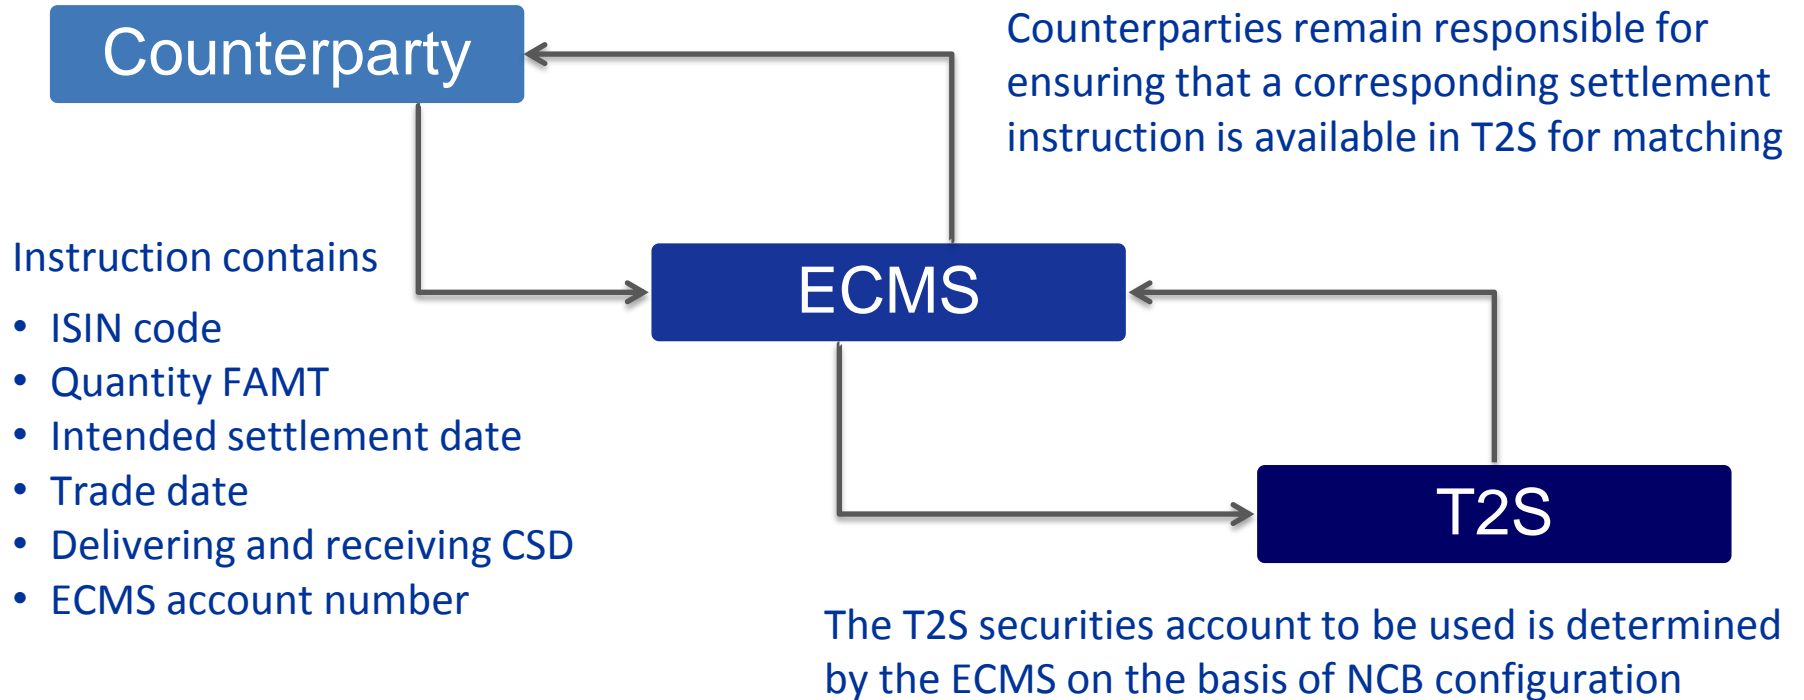 Counterparty
Counterparties remain responsible for
ensuring that a corresponding settlement
instruction is available in T2S for matching
Instruction contains
• ISIN code
• Quantity FAMT
• Intended settlement date
• Trade date
• Delivering and receiving CSD
• ECMS account number
ECMS
T2S
The T2S securities account to be used is determined
by the ECMS on the basis of NCB configuration